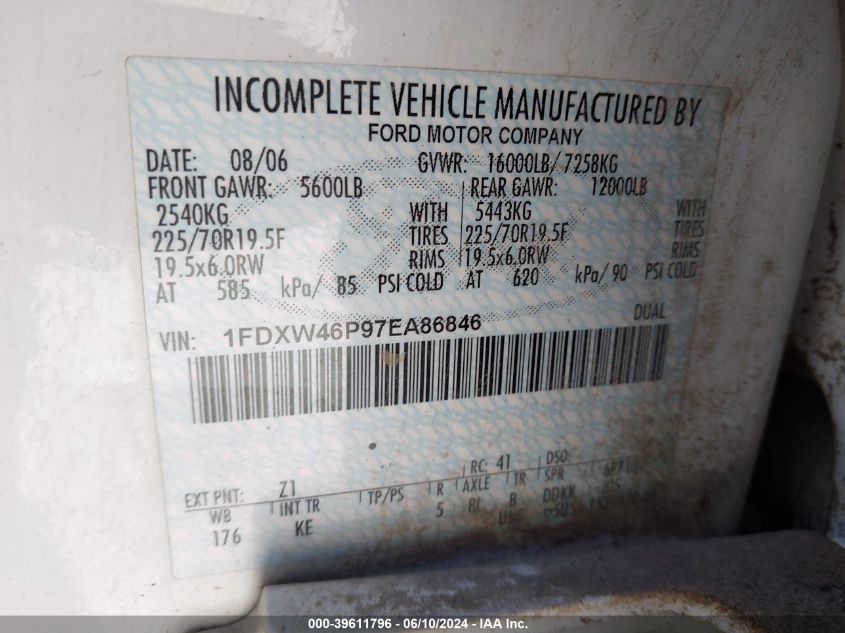 INCOMPLETE VEHICLE MANUFACTURED BY
FORD MOTOR COMPANY
DATE: 08/06 GVWR: 16000LB/ 7258KG
FRONT GAWR: 5600LB REAR GAWR: 12000LB
2540KG WITH 5443KG WITH
225/70R19.5F TIRES 225/70R19.5F TIRES
19.5x6.0RW RIMS 19.5x6.0RW RIMS
AT 585 kPa/ 85 PSI COLD AT 620 kPa/ 90 PSI COLD
DUAL
VIN: 1FDXW46P97EA86846
RC: 41 DSO:
EXT PNT: Z1
WB INT TR TP/PS R AXLE TR SPR
176 KE 5 B DDKK
000-39611796 - 06/10/2024 - IAA Inc.